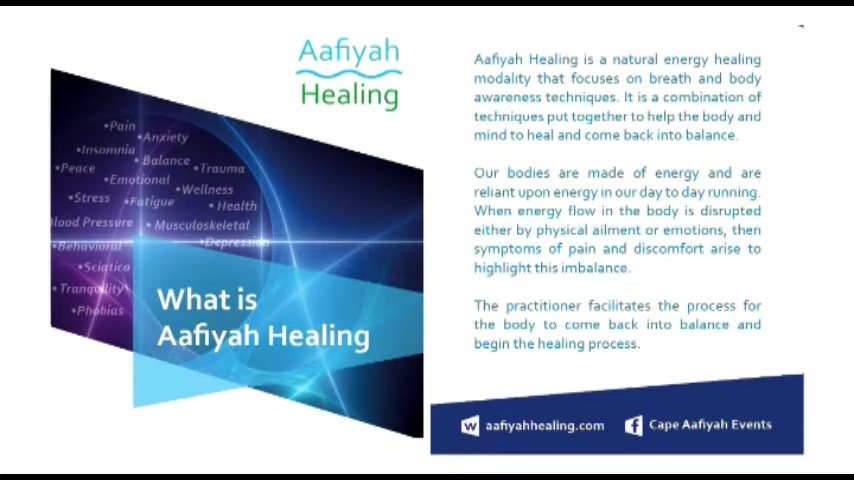 Aafiyah
Healing
•Pain
•Anxiety
•Insomnia
•Balance
•Peace
•Trauma
•Emotional
•Wellness
•Stress
•Fatigue
•Health
Blood Pressure
•Musculoskeletal
•Depression
•Behavioral
•Sciatica
•Tranquility
•Phobias
What is
Aafiyah Healing
Aafiyah Healing is a natural energy healing
modality that focuses on breath and body
awareness techniques. It is a combination of
techniques put together to help the body and
mind to heal and come back into balance.
Our bodies are made of energy and are
reliant upon energy in our day to day running.
When energy flow in the body is disrupted
either by physical ailment or emotions, then
symptoms of pain and discomfort arise to
highlight this imbalance.
The practitioner facilitates the process for
the body to come back into balance and
begin the healing process.
aafiyahhealing.com
Cape Aafiyah Events